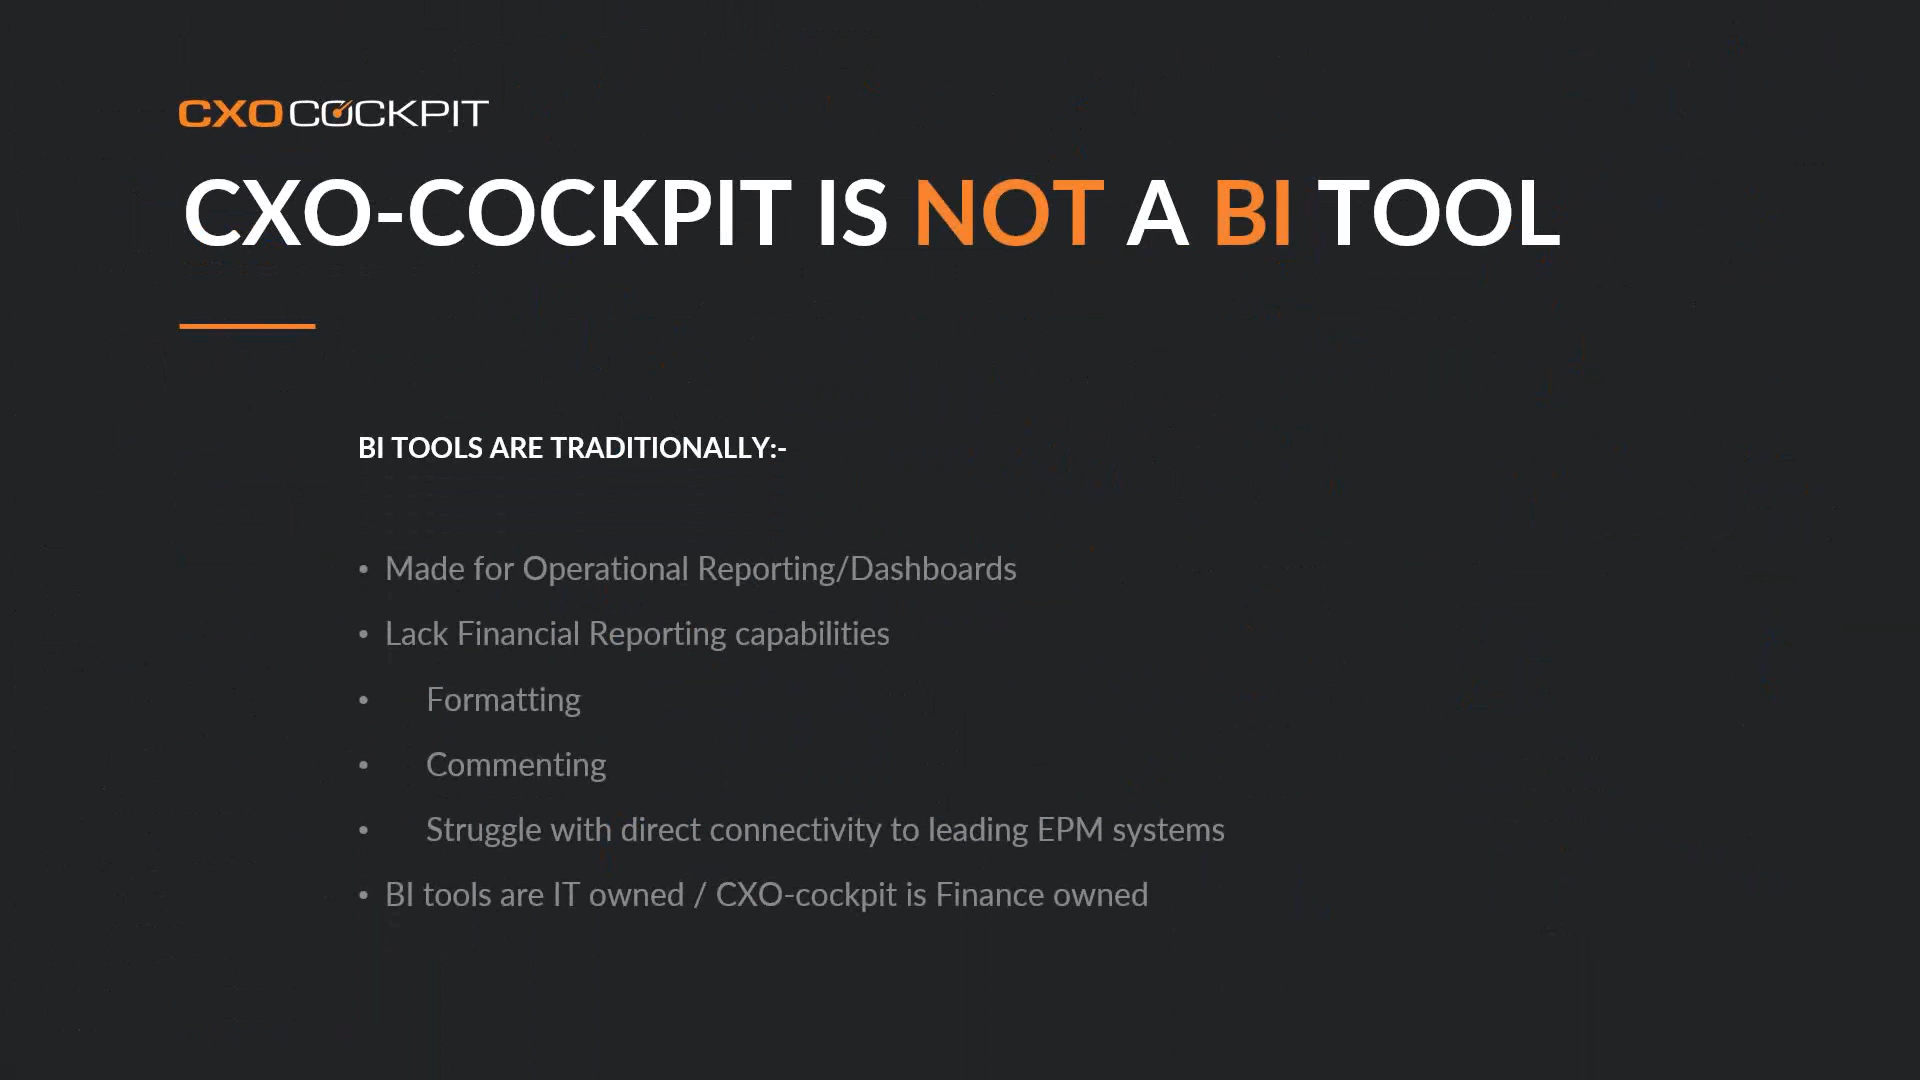 CXOCOCKPIT
CXO-COCKPIT IS NOT A BI TOOL
BI TOOLS ARE TRADITIONALLY:-
• Made for Operational Reporting/Dashboards
• Lack Financial Reporting capabilities
• Formatting
• Commenting
• Struggle with direct connectivity to leading EPM systems
• BI tools are IT owned / CXO-cockpit is Finance owned